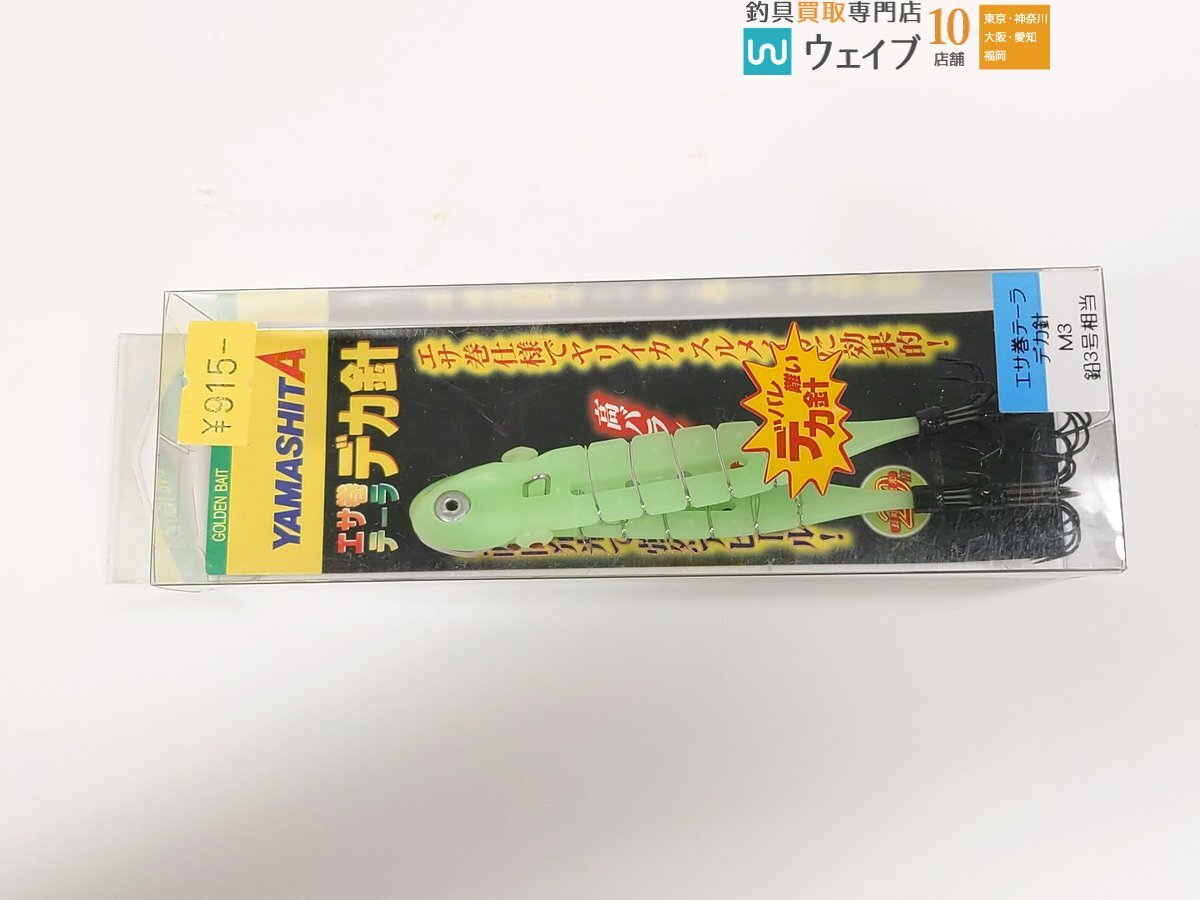 釣具買取専門店
ウェイブ
10
店舗
東京・神奈川
大阪・愛知
福岡
¥915-
GOLDEN BAIT
YAMASHITA
エサ巻
テーラ
デカ針
エサ巻仕様でヤリイカ・スルメ
に効果的!
バレ
難い
デカ針
エサ巻テーラ
デカ針
M3
鉛3号相当